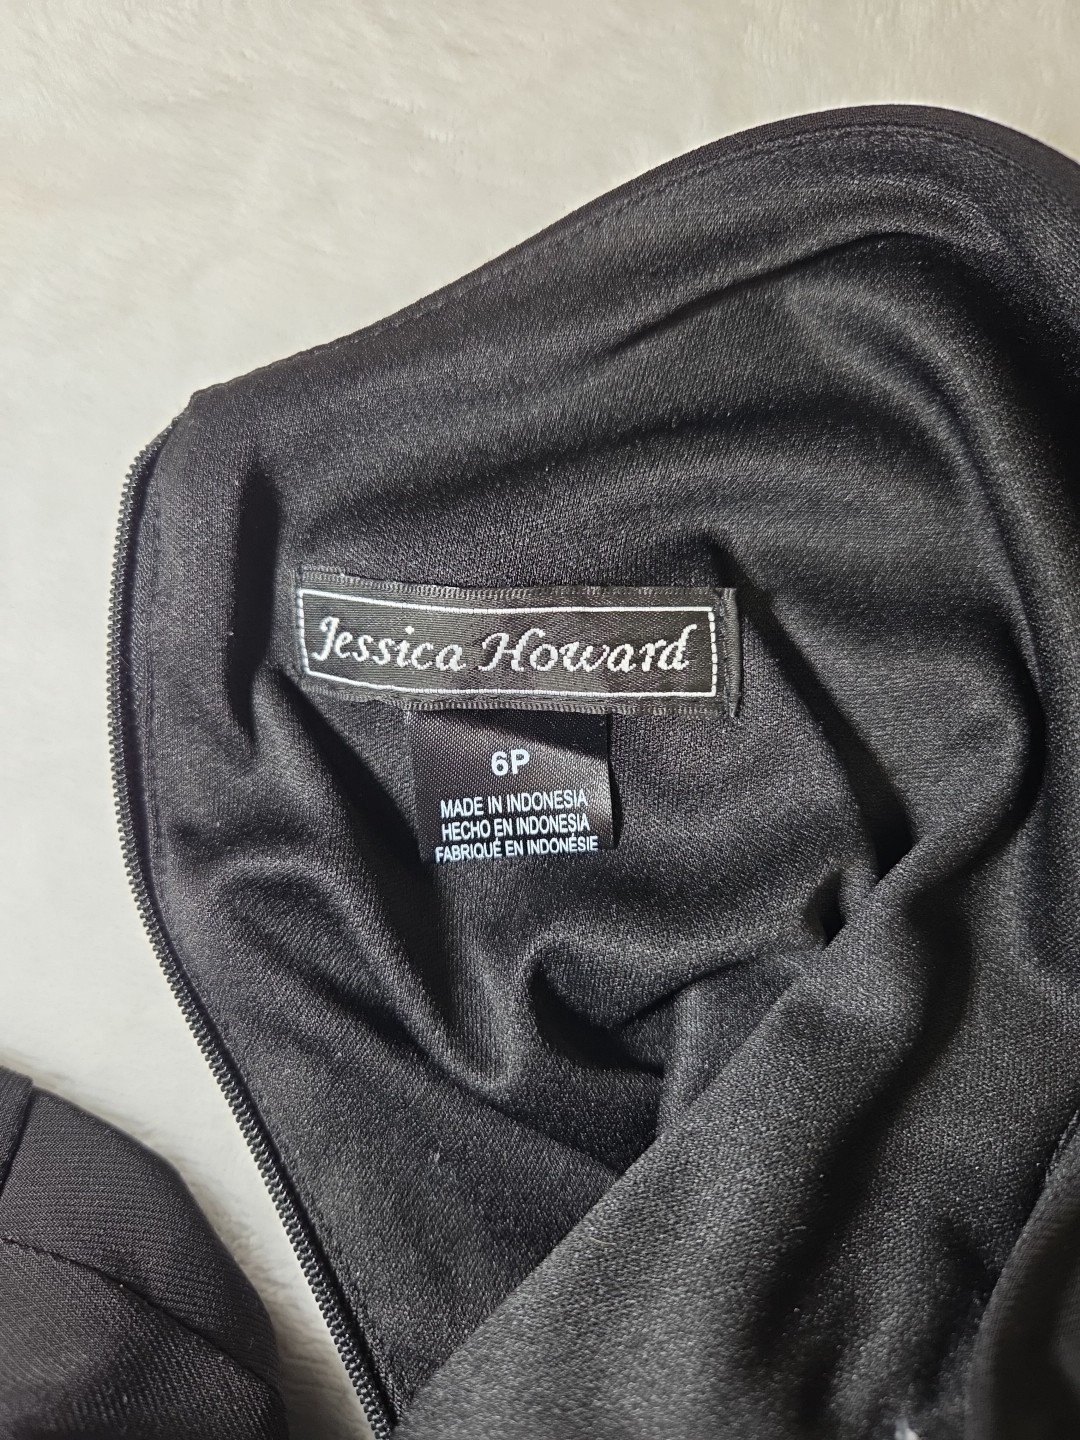 Jessica Howard
6P
MADE IN INDONESIA
HECHO EN INDONESIA
FABRIQUÉ EN INDONÉSIE